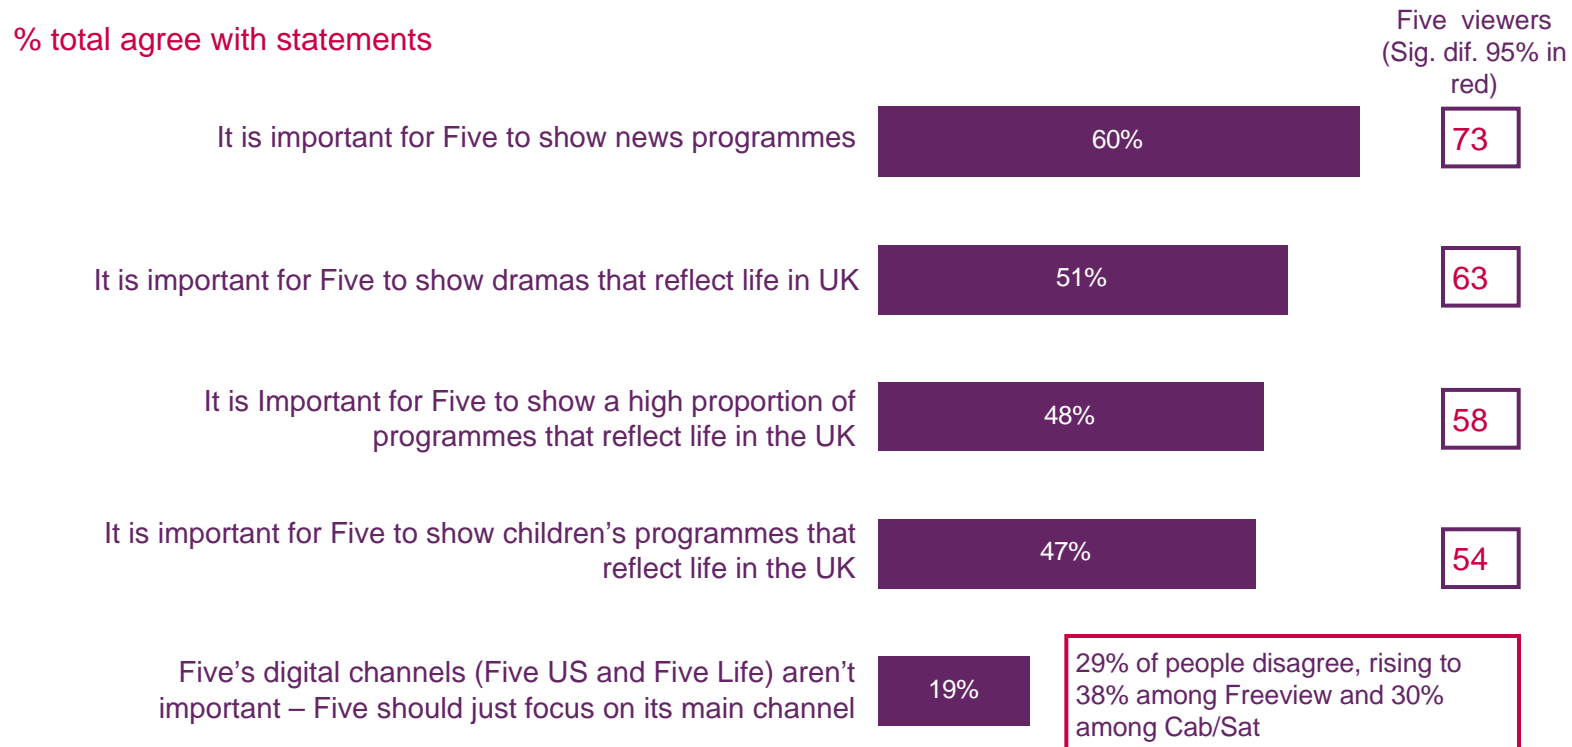 % total agree with statements
Five viewers
(Sig. dif. 95% in
red)
It is important for Five to show news programmes
60%
73
It is important for Five to show dramas that reflect life in UK
51%
63
It is Important for Five to show a high proportion of
programmes that reflect life in the UK
48%
58
It is important for Five to show children’s programmes that
reflect life in the UK
47%
54
Five’s digital channels (Five US and Five Life) aren’t
important – Five should just focus on its main channel
19%
29% of people disagree, rising to
38% among Freeview and 30%
among Cab/Sat